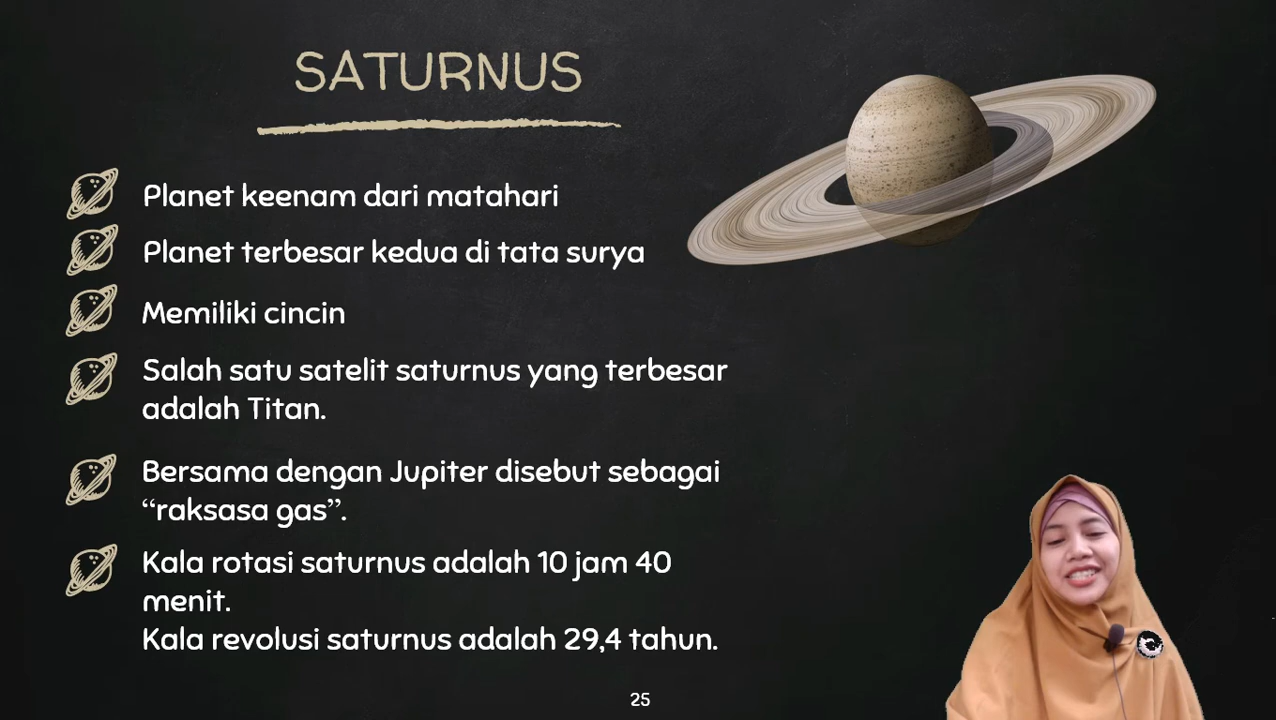 SATURNUS
Planet keenam dari matahari
Planet terbesar kedua di tata surya
Memiliki cincin
Salah satu satelit saturnus yang terbesar
adalah Titan.
Bersama dengan Jupiter disebut sebagai
“raksasa gas”.
Kala rotasi saturnus adalah 10 jam 40
menit.
Kala revolusi saturnus adalah 29,4 tahun.
25